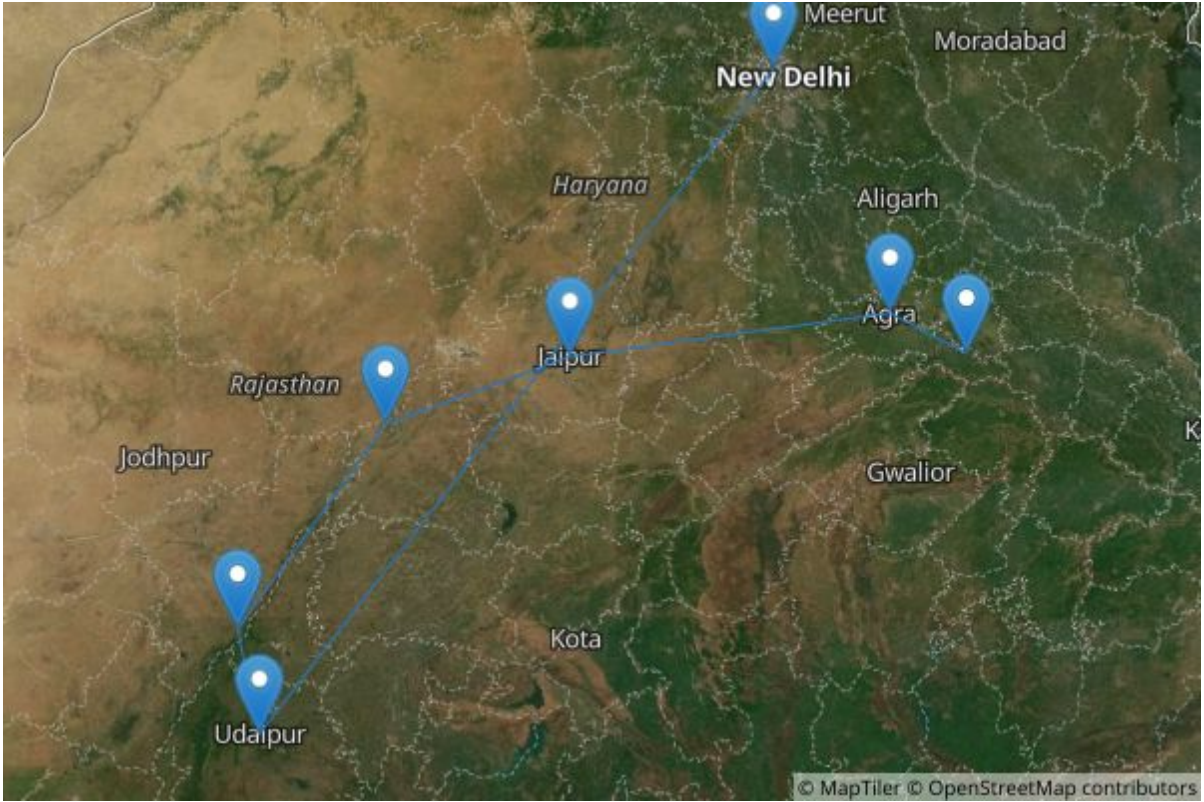 Meerut
Moradabad
New Delhi
Haryana
Aligarh
Agra
Jaipur
Rajasthan
Jodhpur
K
Gwalior
Kota
Udaipur
© MapTiler © OpenStreetMap contributors